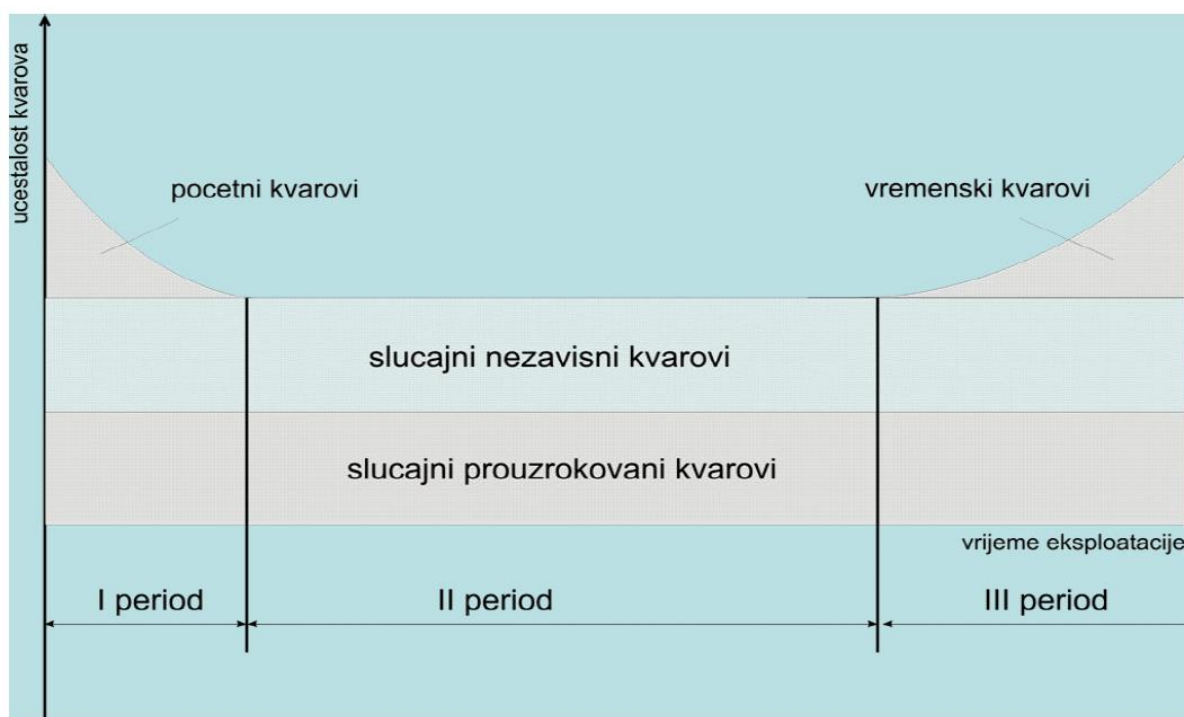 ucestalost kvarova
pocetni kvarovi
vremenski kvarovi
slucajni nezavisni kvarovi
slucajni prouzrokovani kvarovi
vrijeme eksploatacije
I period
II period
III period